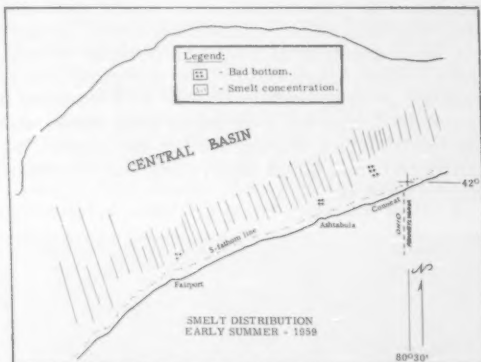 Legend:
- Bad bottom.
- Smelt concentration.
CENTRAL BASIN
42°
5-fathom line
Conneaut
Ashtabula
OHIO
Fairport
N
SMELT DISTRIBUTION
EARLY SUMMER - 1959
80°30'